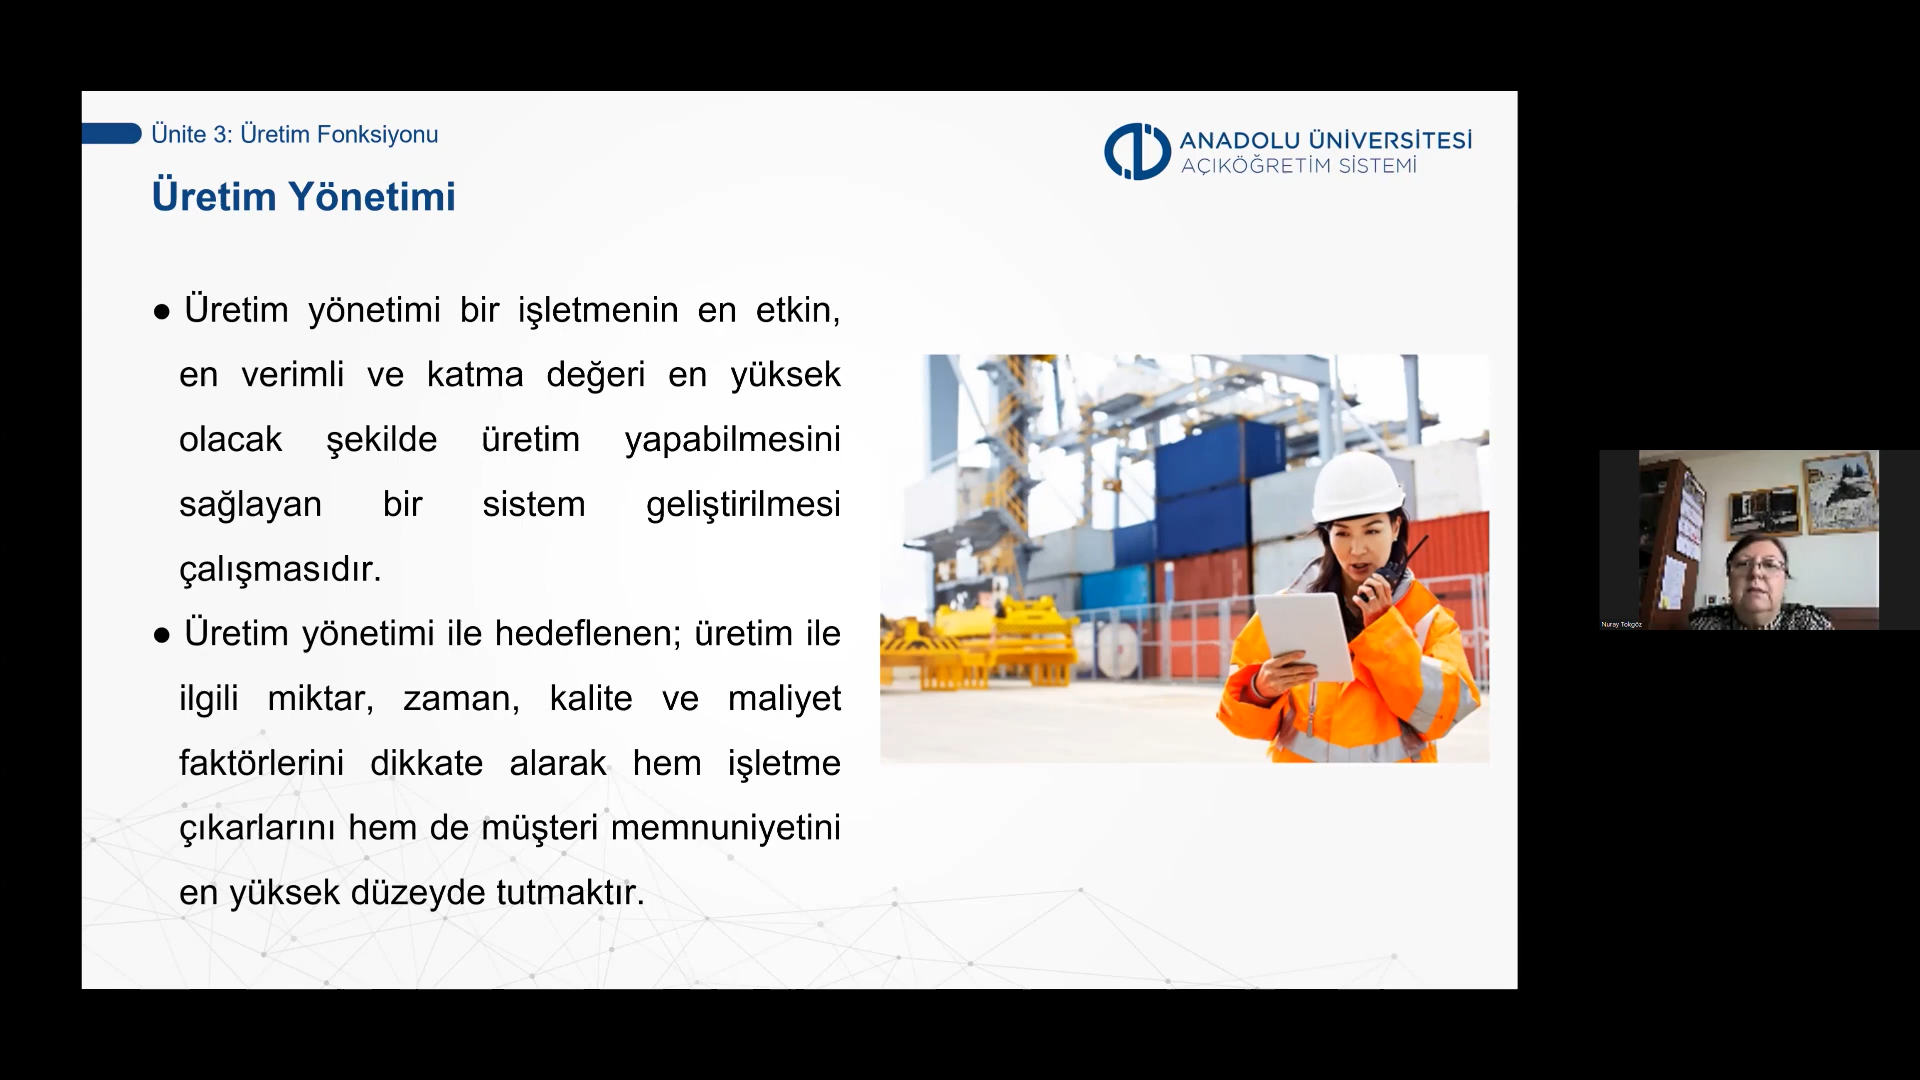 Ünite 3: Üretim Fonksiyonu
ANADOLU ÜNİVERSİTESİ
AÇIKÖĞRETİM SİSTEMİ
Üretim Yönetimi
● Üretim yönetimi bir işletmenin en etkin,
en verimli ve katma değeri en yüksek
olacak şekilde üretim yapabilmesini
sağlayan bir sistem geliştirilmesi
çalışmasıdır.
● Üretim yönetimi ile hedeflenen; üretim ile
ilgili miktar, zaman, kalite ve maliyet
faktörlerini dikkate alarak hem işletme
çıkarlarını hem de müşteri memnuniyetini
en yüksek düzeyde tutmaktır.
Nuray Tokgöz